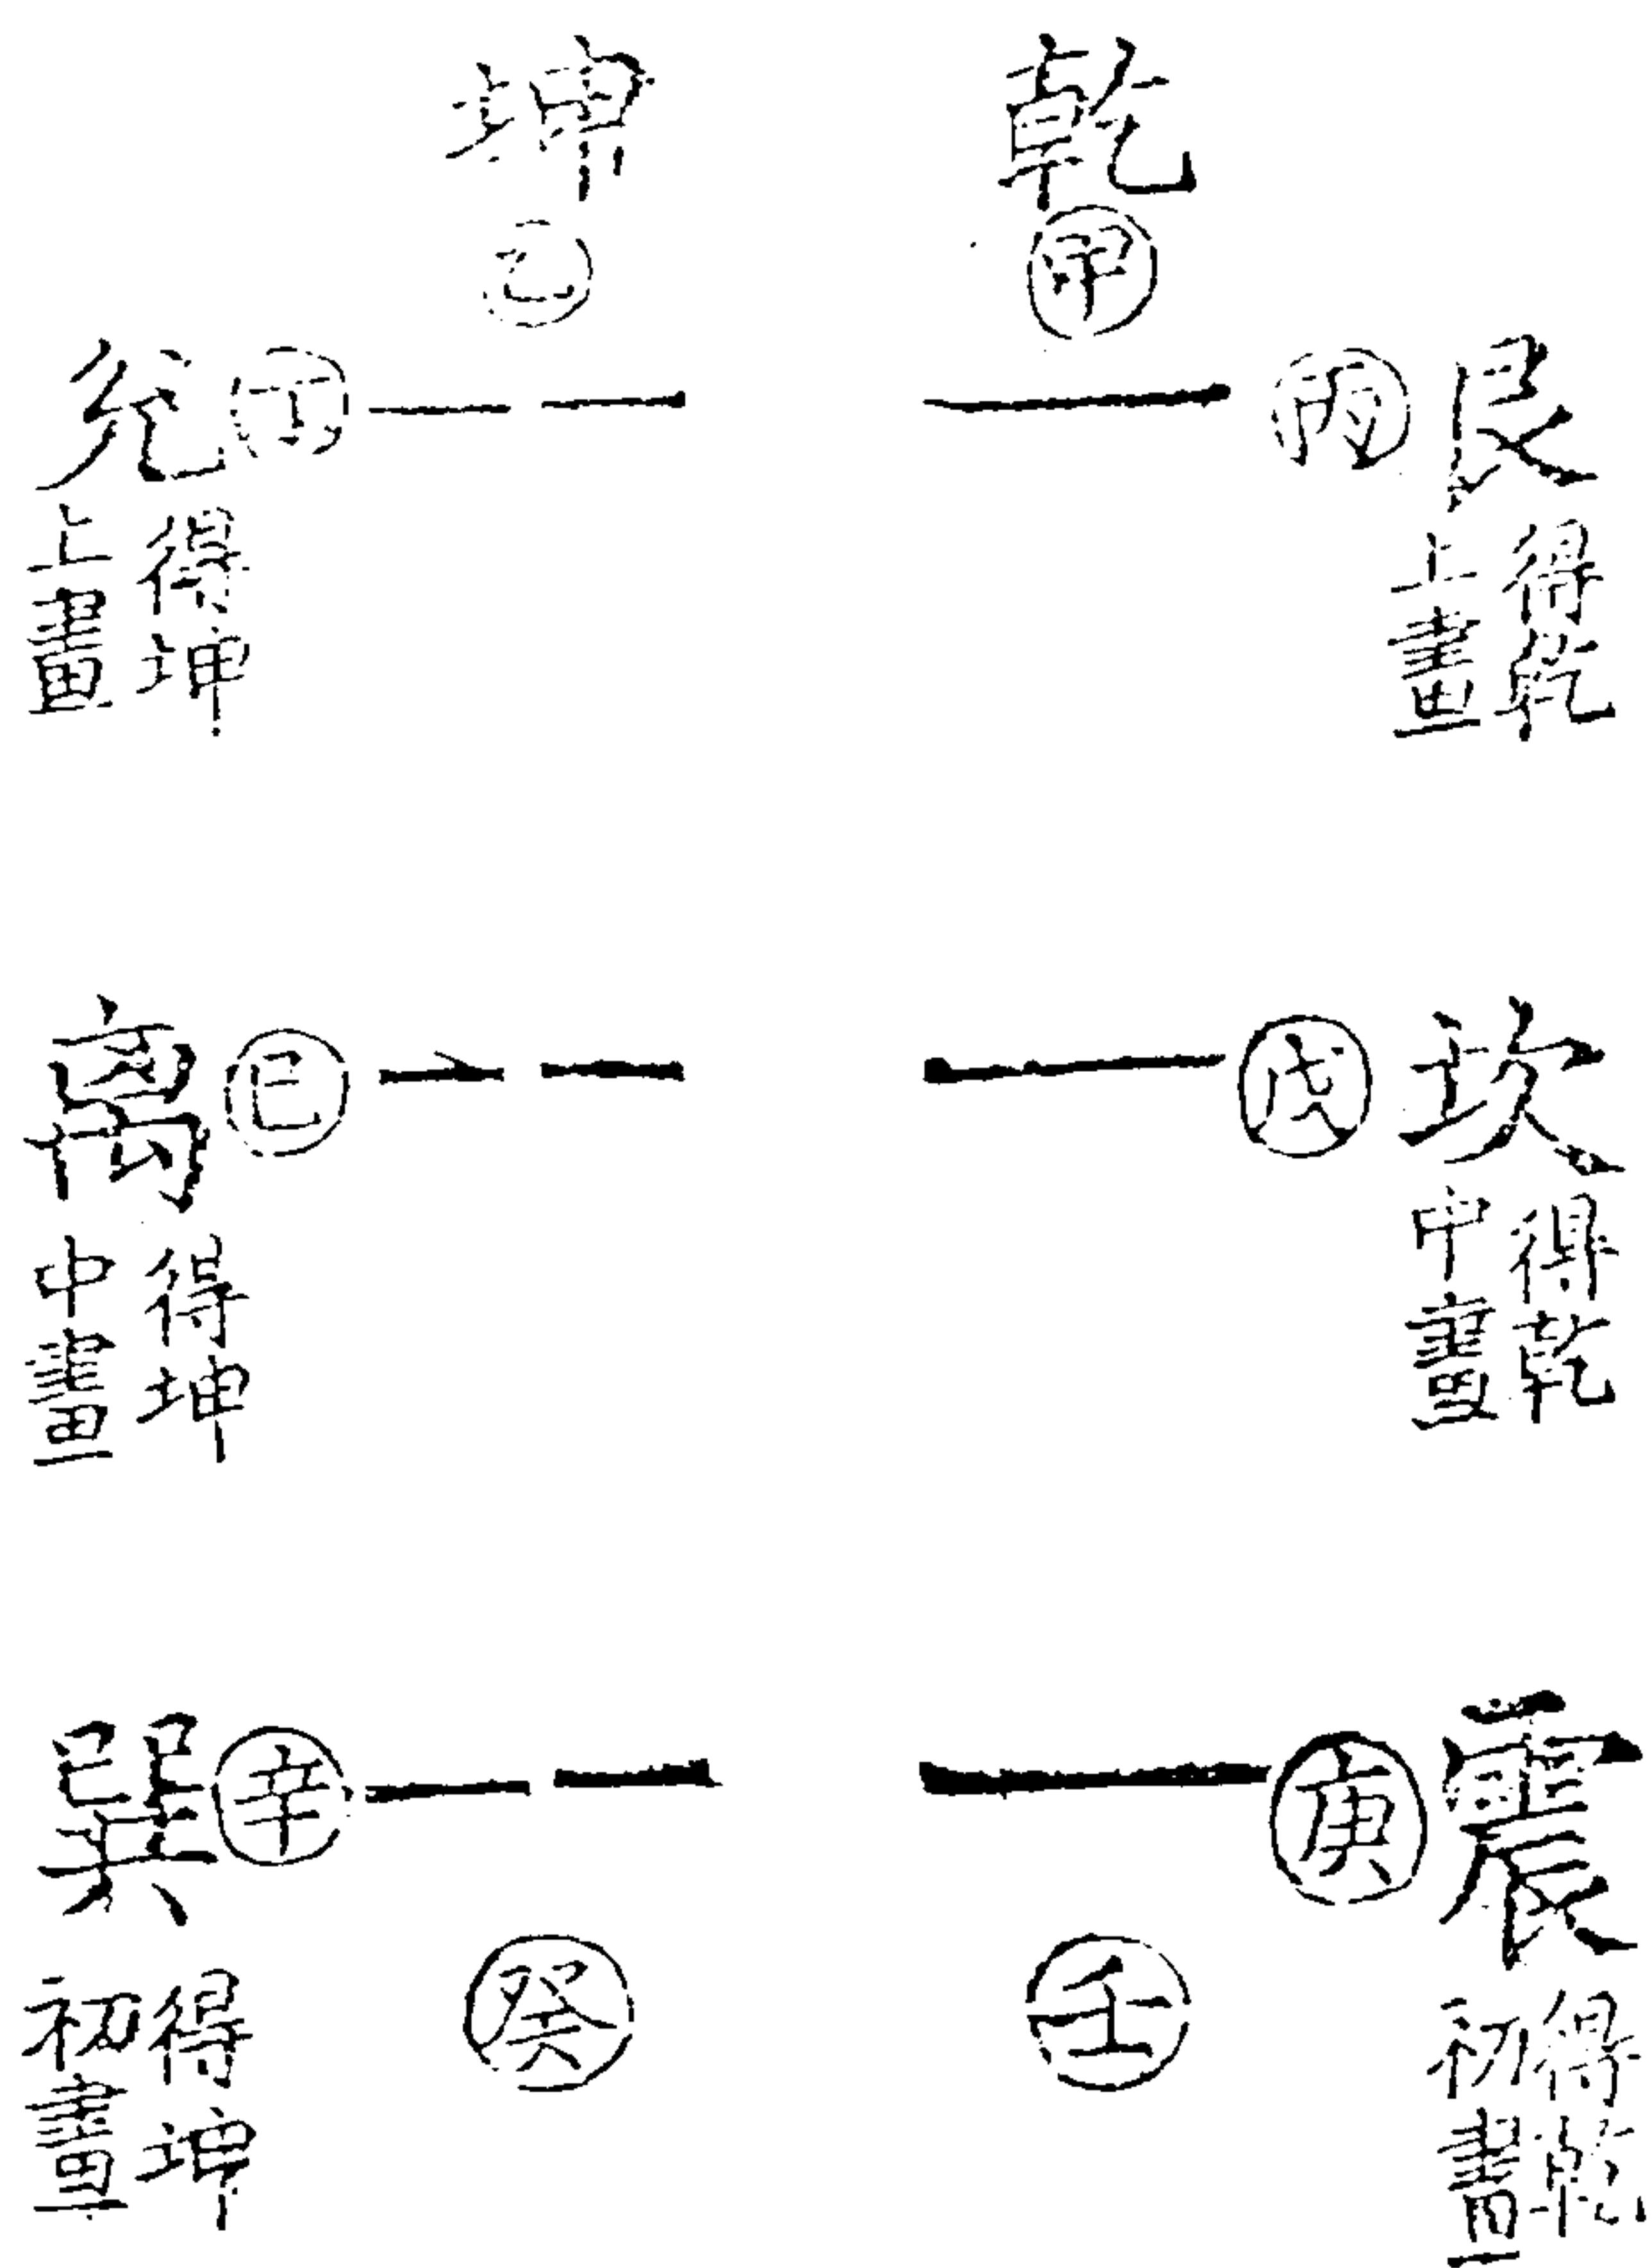 乾
甲
坤
乙
艮
丙
得乾
上畫
兊
丁
得坤
上畫
坎
戊
得乾
中畫
离
己
得坤
中畫
震
庚
得乾
初畫
巽
辛
得坤
初畫
壬
癸